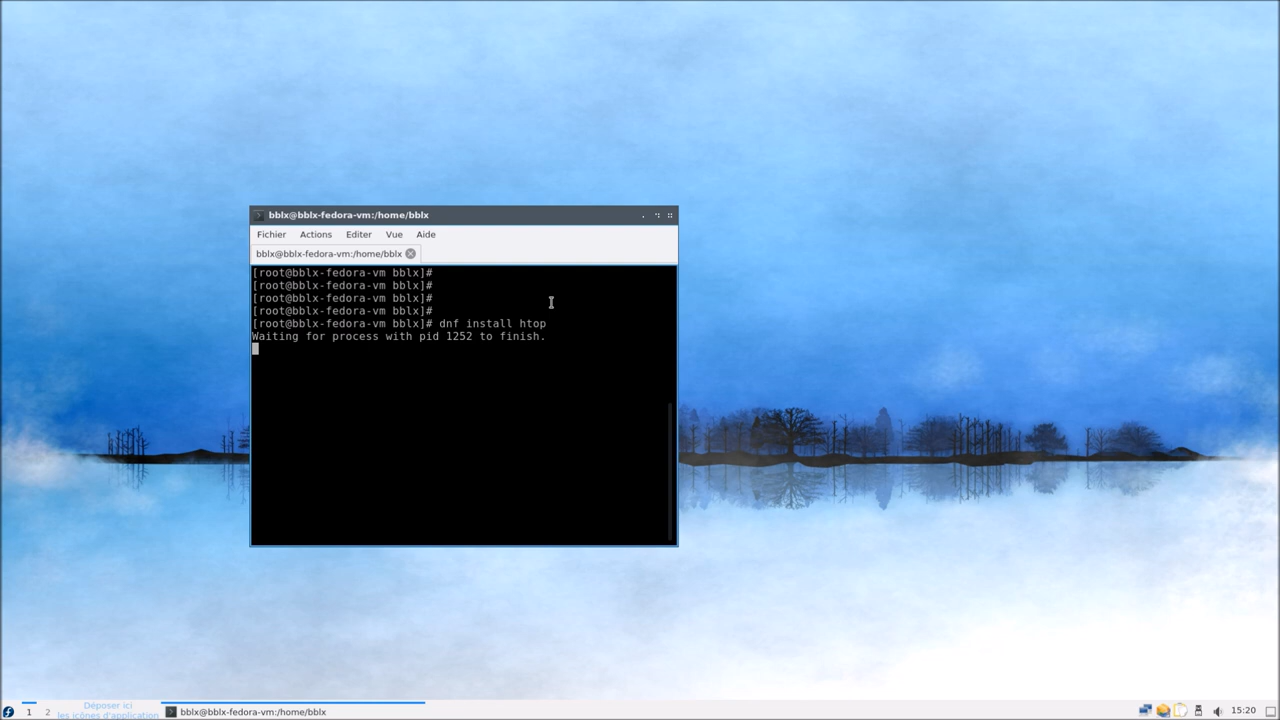 bblx@bblx-fedora-vm:/home/bblx
Fichier Actions Editer Vue Aide
bblx@bblx-fedora-vm:/home/bblx
[root@bblx-fedora-vm bblx]#
[root@bblx-fedora-vm bblx]#
[root@bblx-fedora-vm bblx]#
[root@bblx-fedora-vm bblx]#
[root@bblx-fedora-vm bblx]# dnf install htop
Waiting for process with pid 1252 to finish.
1 2
Déposer ici
les icônes d'application
bblx@bblx-fedora-vm:/home/bblx
15:20